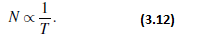 N ∝ 1/T. (3.12)